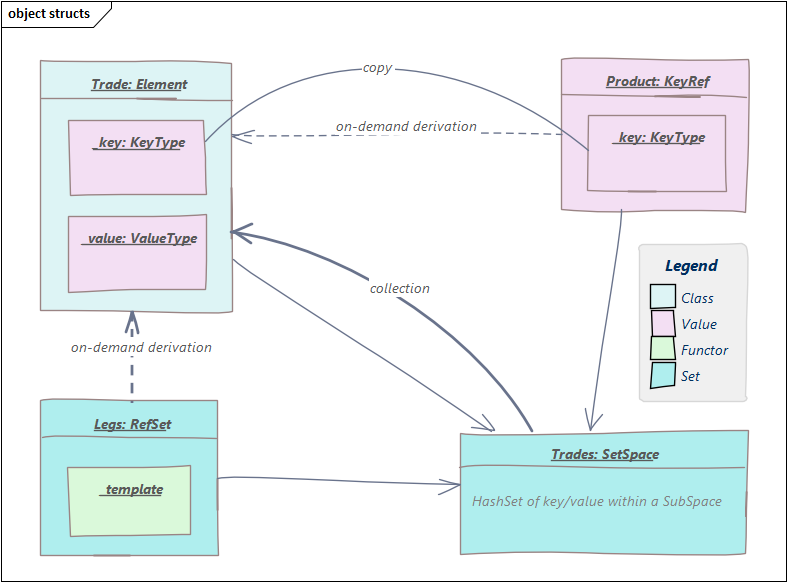 object structs
Trade: Element
_key: KeyType
_value: ValueType
copy
on-demand derivation
Product: KeyRef
_key: KeyType
collection
Legend
Class
Value
Functor
Set
on-demand derivation
Legs: RefSet
_template
Trades: SetSpace
HashSet of key/value within a SubSpace